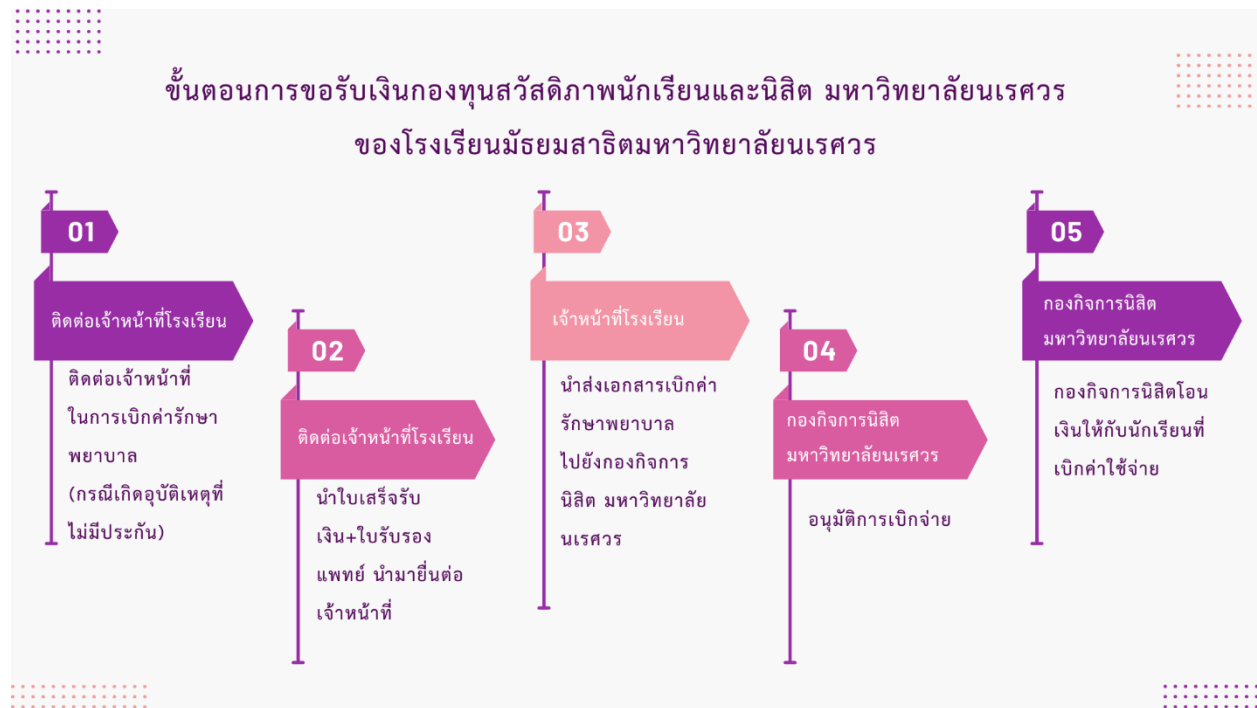 ขั้นตอนการขอรับเงินกองทุนสวัสดิภาพนักเรียนและนิสิต มหาวิทยาลัยนเรศวร
ของโรงเรียนมัธยมสาธิตมหาวิทยาลัยนเรศวร
01
ติดต่อเจ้าหน้าที่โรงเรียน
ติดต่อเจ้าหน้าที่
ในการเบิกค่ารักษา
พยาบาล
(กรณีเกิดอุบัติเหตุที่
ไม่มีประกัน)
02
ติดต่อเจ้าหน้าที่โรงเรียน
นำใบเสร็จรับ
เงิน+ใบรับรอง
แพทย์ นำมายื่นต่อ
เจ้าหน้าที่
03
เจ้าหน้าที่โรงเรียน
นำส่งเอกสารเบิกค่า
รักษาพยาบาล
ไปยังกองกิจการ
นิสิต มหาวิทยาลัย
นเรศวร
04
กองกิจการนิสิต
มหาวิทยาลัยนเรศวร
อนุมัติการเบิกจ่าย
05
กองกิจการนิสิต
มหาวิทยาลัยนเรศวร
กองกิจการนิสิตโอน
เงินให้กับนักเรียนที่
เบิกค่าใช้จ่าย